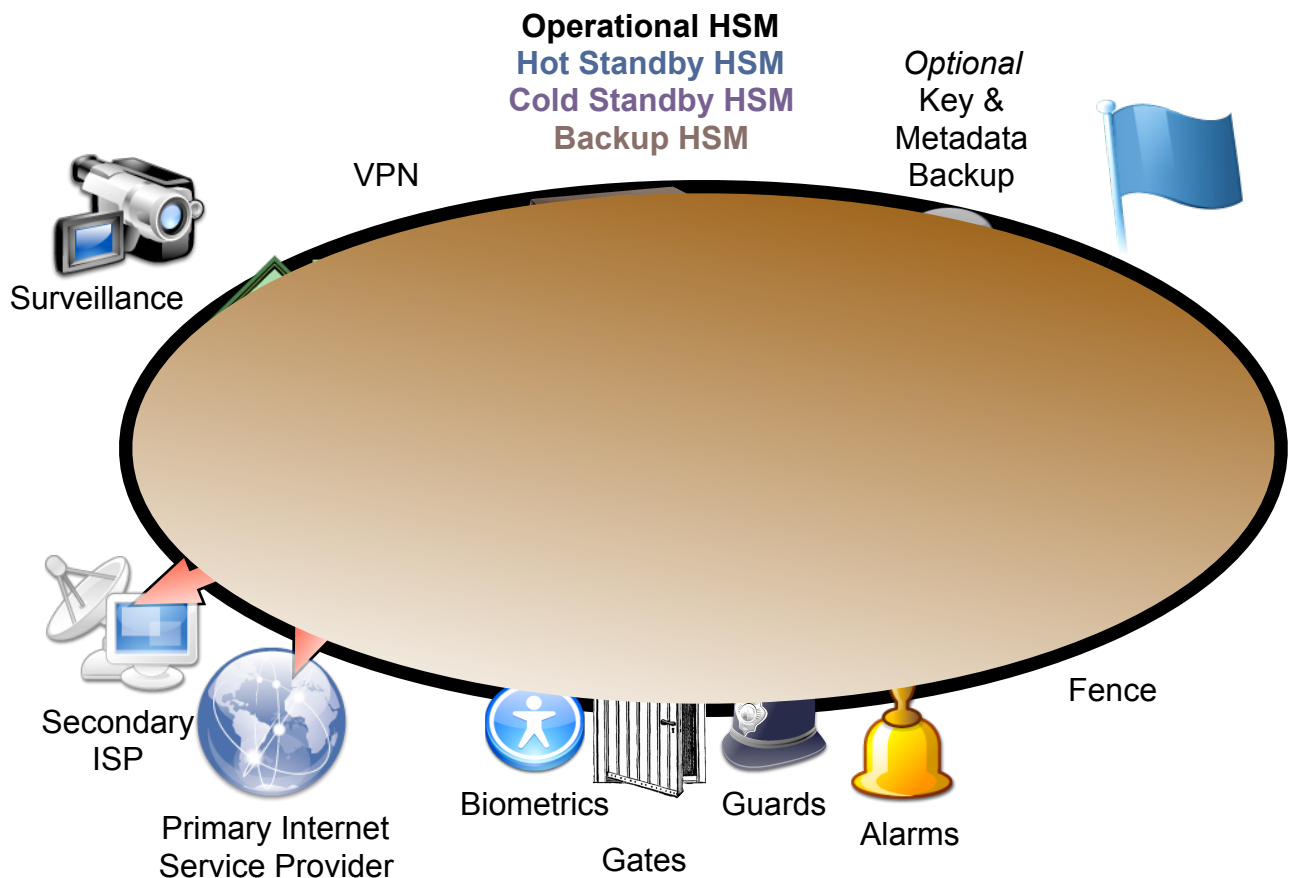 Operational HSM
Hot Standby HSM
Cold Standby HSM
Backup HSM
Optional
Key &
Metadata
Backup
VPN
Surveillance
Secondary
ISP
Primary Internet
Service Provider
Biometrics
Gates
Guards
Alarms
Fence